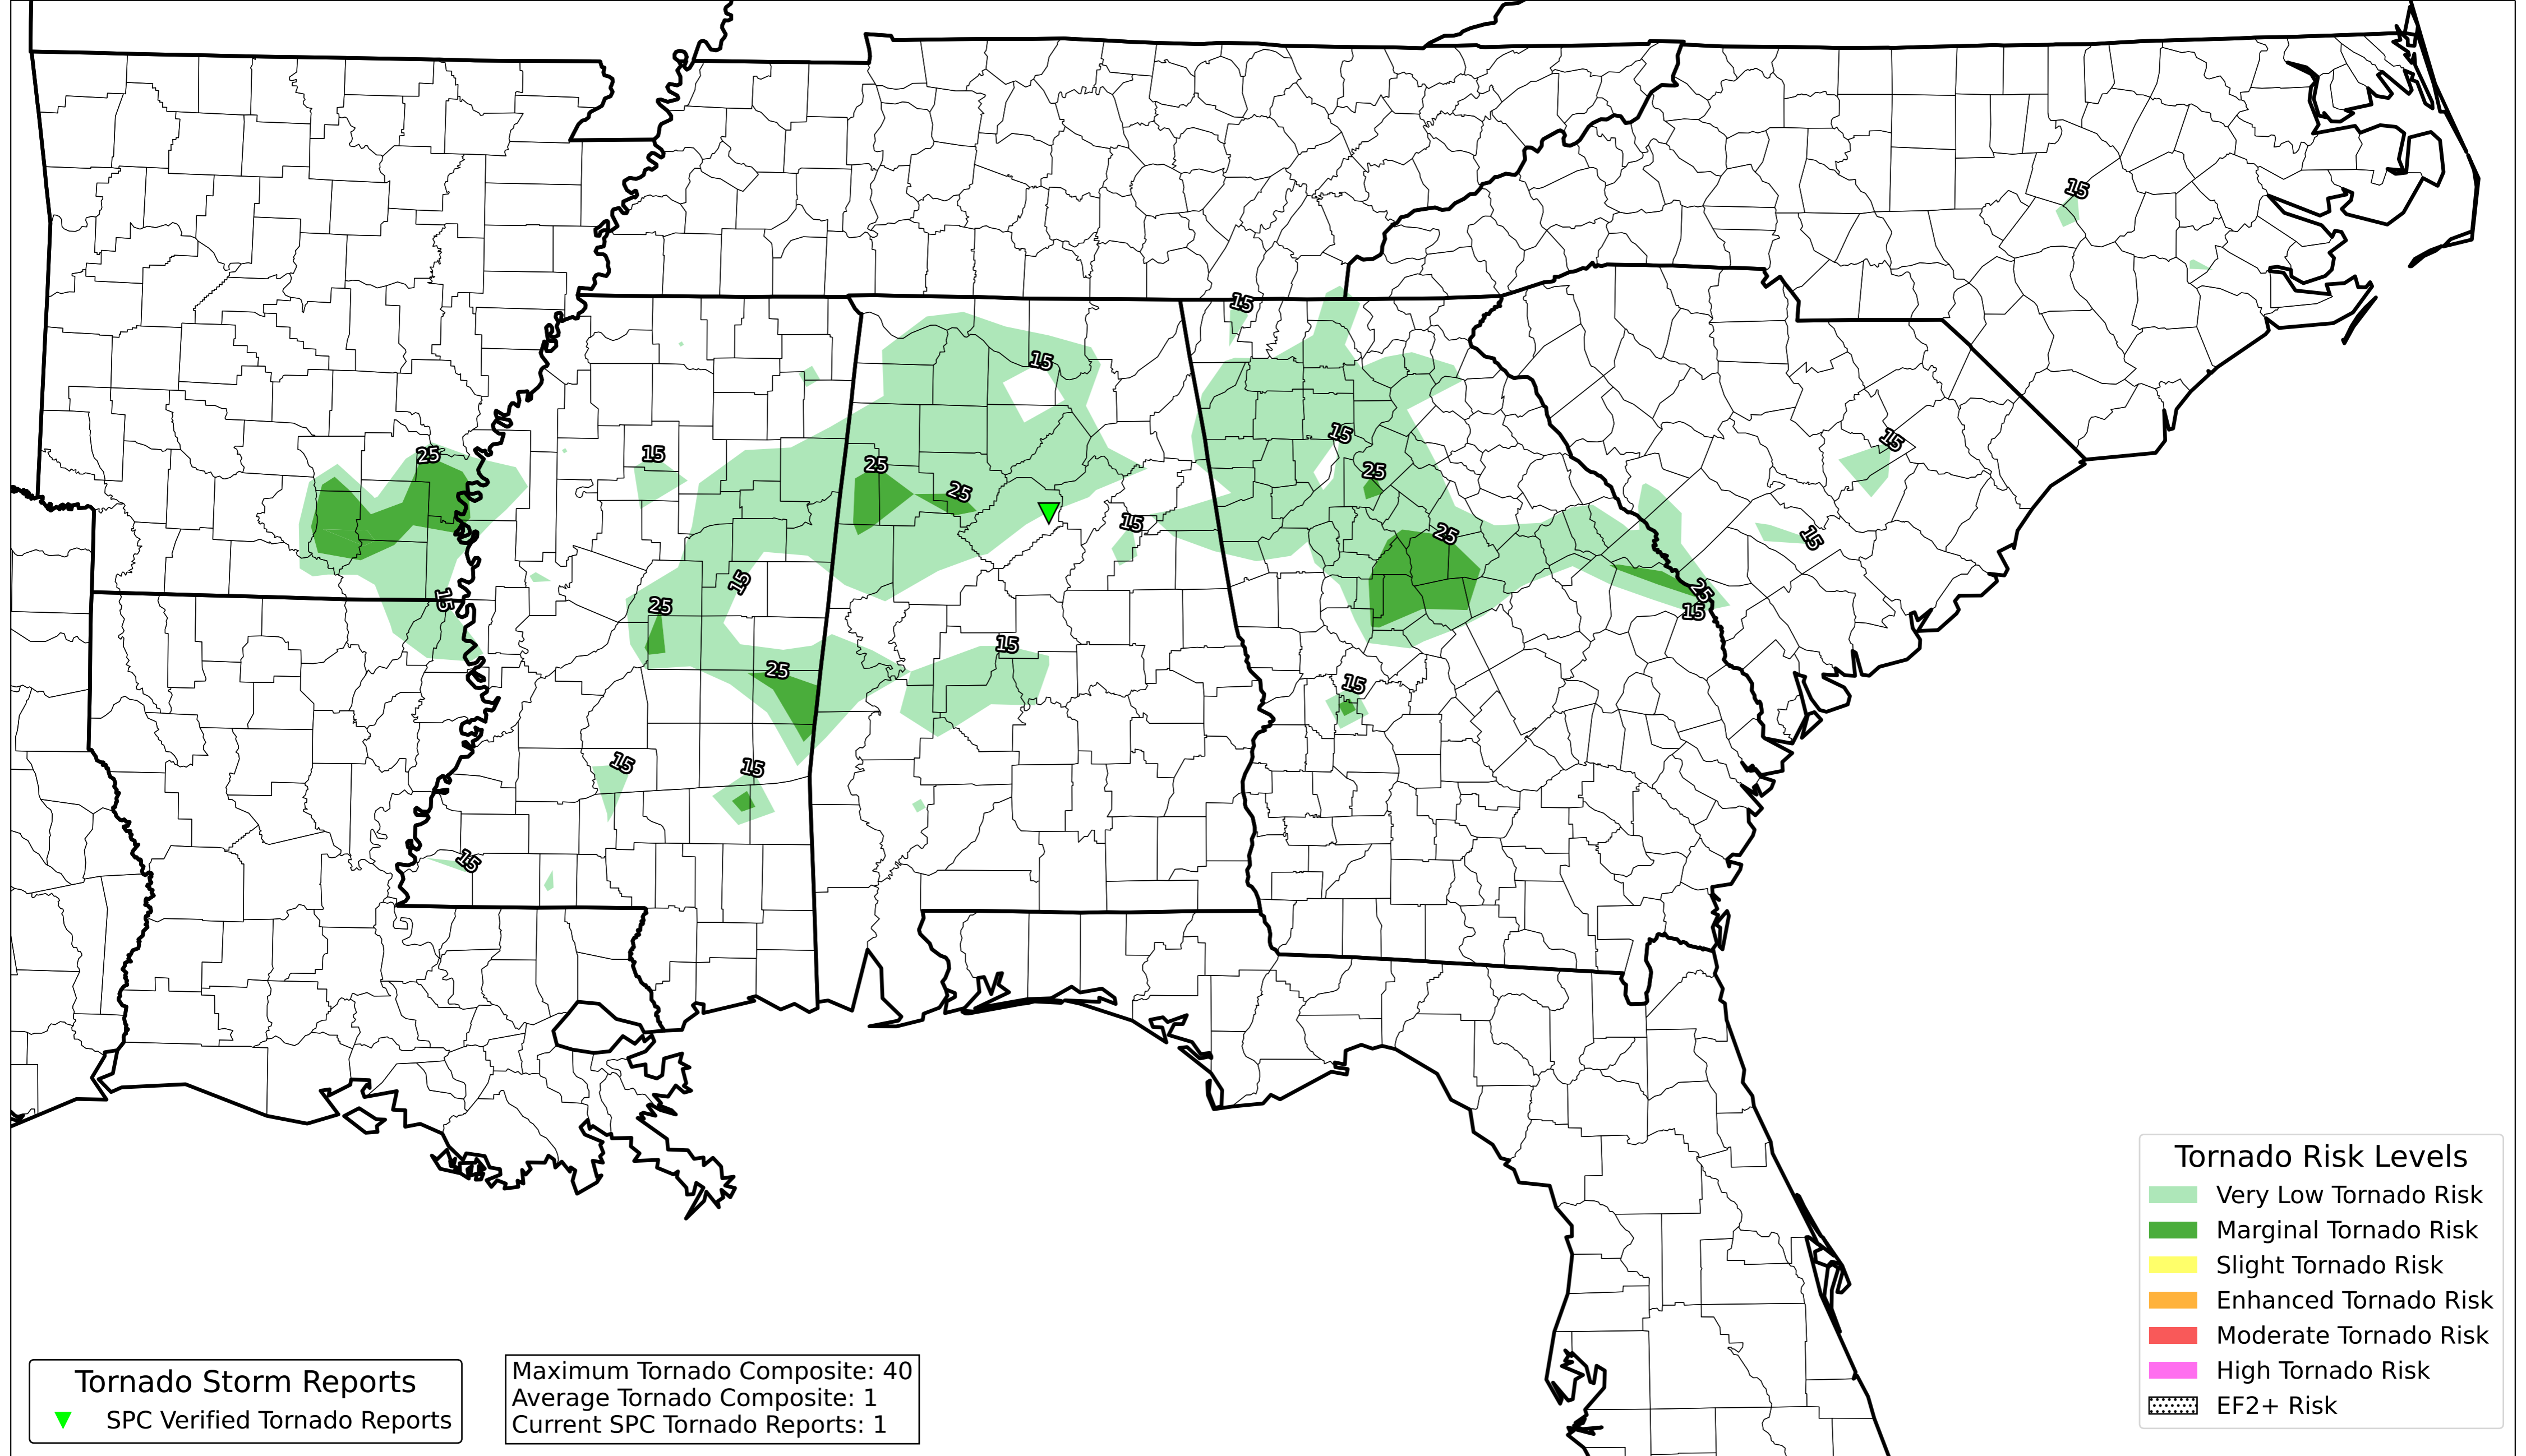 15
15
15
15
15
25
15
25
25
25
15
25
15
15
25
15
25
25
15
15
15
25
15
15
15
Tornado Risk Levels
Very Low Tornado Risk
Marginal Tornado Risk
Slight Tornado Risk
Enhanced Tornado Risk
Moderate Tornado Risk
High Tornado Risk
EF2+ Risk
Tornado Storm Reports
SPC Verified Tornado Reports
Maximum Tornado Composite: 40
Average Tornado Composite: 1
Current SPC Tornado Reports: 1